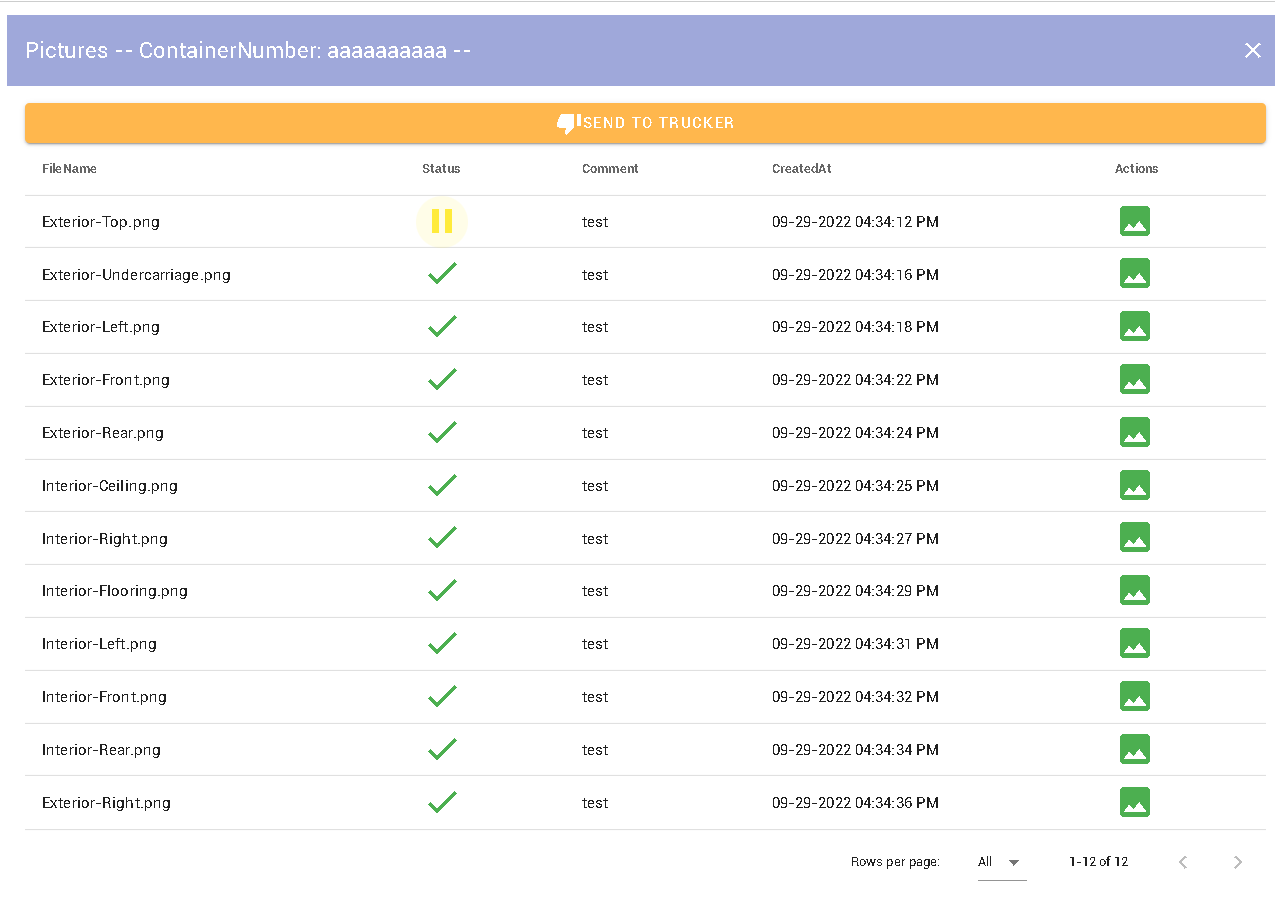 Pictures -- ContainerNumber: aaaaaaaaaa --
SEND TO TRUCKER
FileName Status Comment CreatedAt Actions
Exterior-Top.png test 09-29-2022 04:34:12 PM
Exterior-Undercarriage.png test 09-29-2022 04:34:16 PM
Exterior-Left.png test 09-29-2022 04:34:18 PM
Exterior-Front.png test 09-29-2022 04:34:22 PM
Exterior-Rear.png test 09-29-2022 04:34:24 PM
Interior-Ceiling.png test 09-29-2022 04:34:25 PM
Interior-Right.png test 09-29-2022 04:34:27 PM
Interior-Flooring.png test 09-29-2022 04:34:29 PM
Interior-Left.png test 09-29-2022 04:34:31 PM
Interior-Front.png test 09-29-2022 04:34:32 PM
Interior-Rear.png test 09-29-2022 04:34:34 PM
Exterior-Right.png test 09-29-2022 04:34:36 PM
Rows per page: All 1-12 of 12